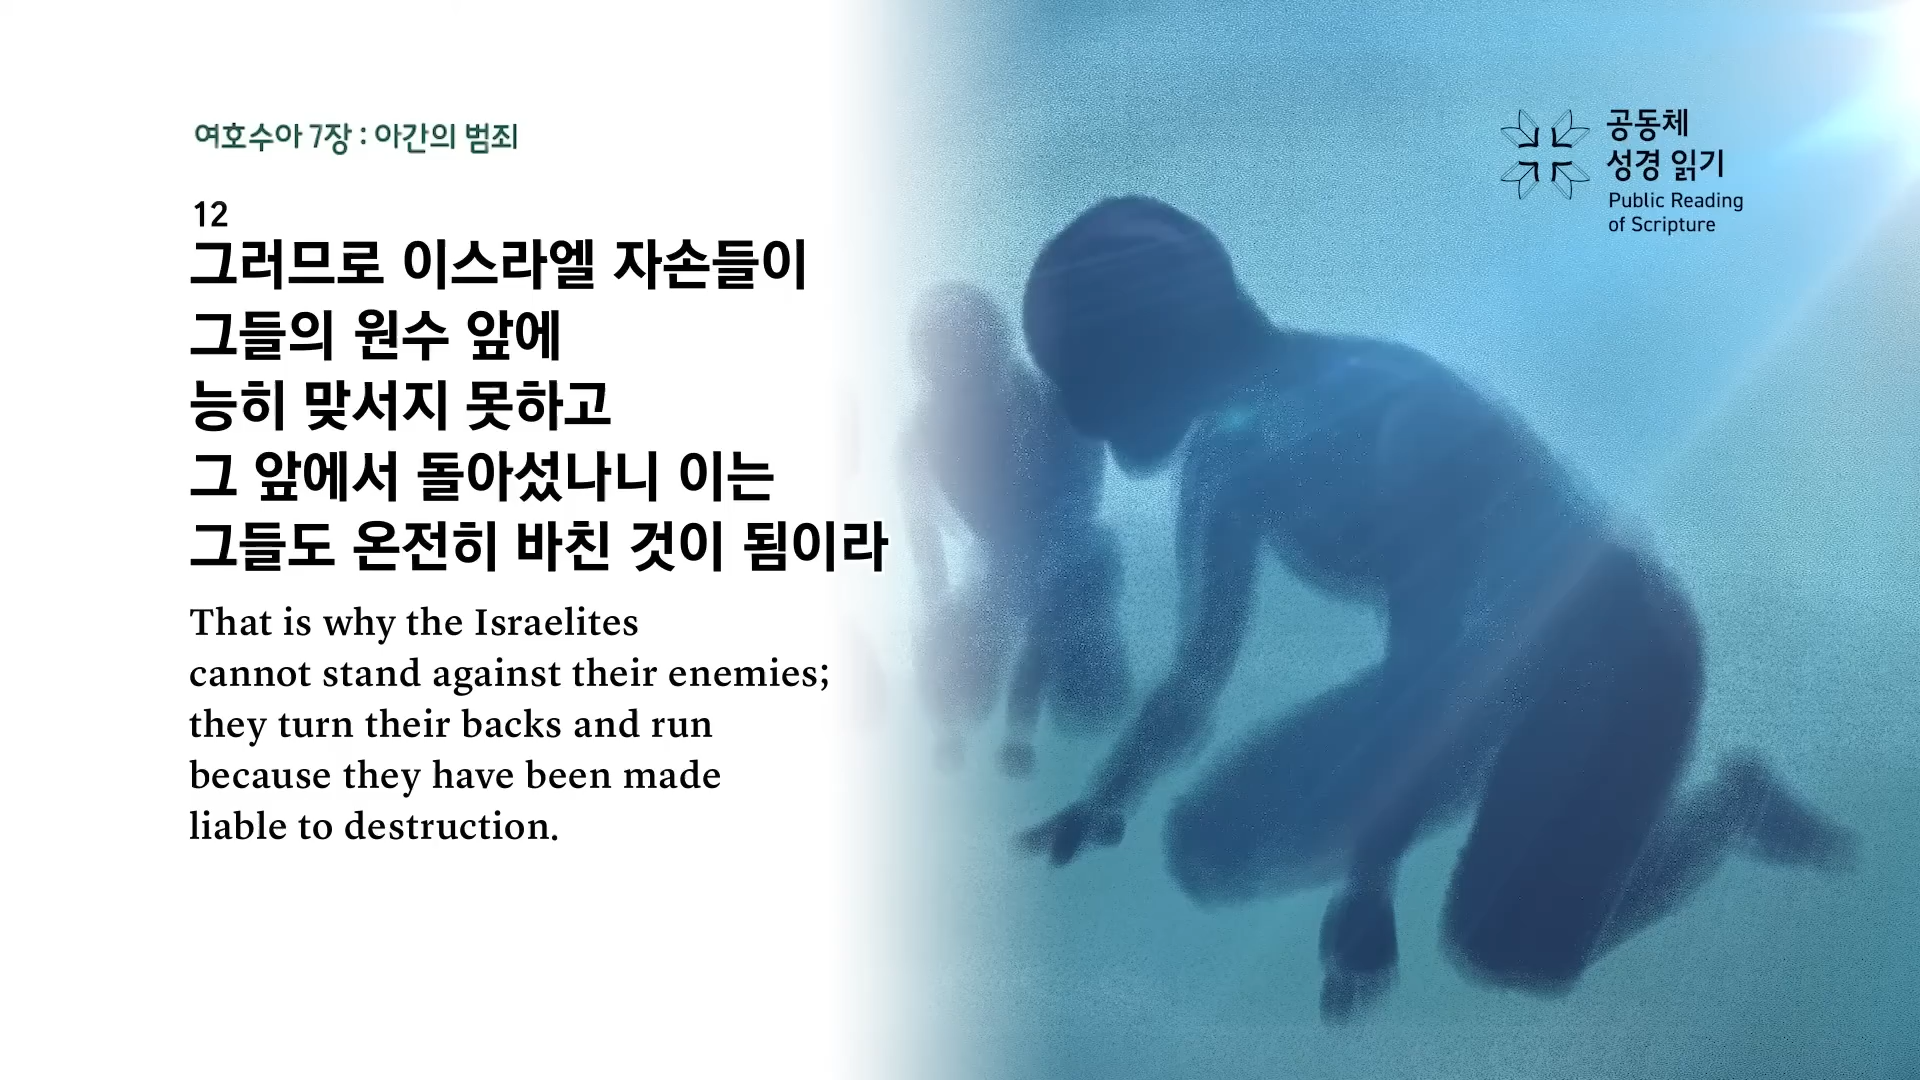 여호수아 7장 : 아간의 범죄
12
그러므로 이스라엘 자손들이
그들의 원수 앞에
능히 맞서지 못하고
그 앞에서 돌아섰나니 이는
그들도 온전히 바친 것이 됨이라
That is why the Israelites
cannot stand against their enemies;
they turn their backs and run
because they have been made
liable to destruction.
공동체
성경 읽기
Public Reading
of Scripture